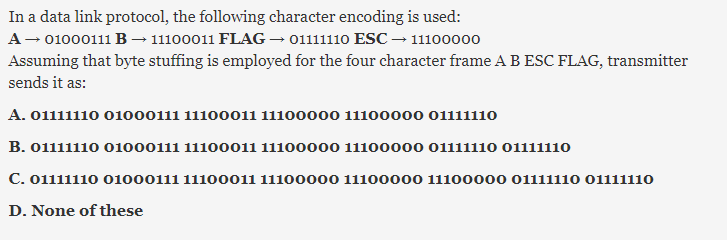 In a data link protocol, the following character encoding is used:
A → 01000111 B → 11100011 FLAG → 01111110 ESC → 11100000
Assuming that byte stuffing is employed for the four character frame A B ESC FLAG, transmitter
sends it as:
A. 01111110 01000111 11100011 11100000 11100000 01111110
B. 01111110 01000111 11100011 11100000 11100000 01111110 01111110
C. 01111110 01000111 11100011 11100000 11100000 11100000 01111110 01111110
D. None of these